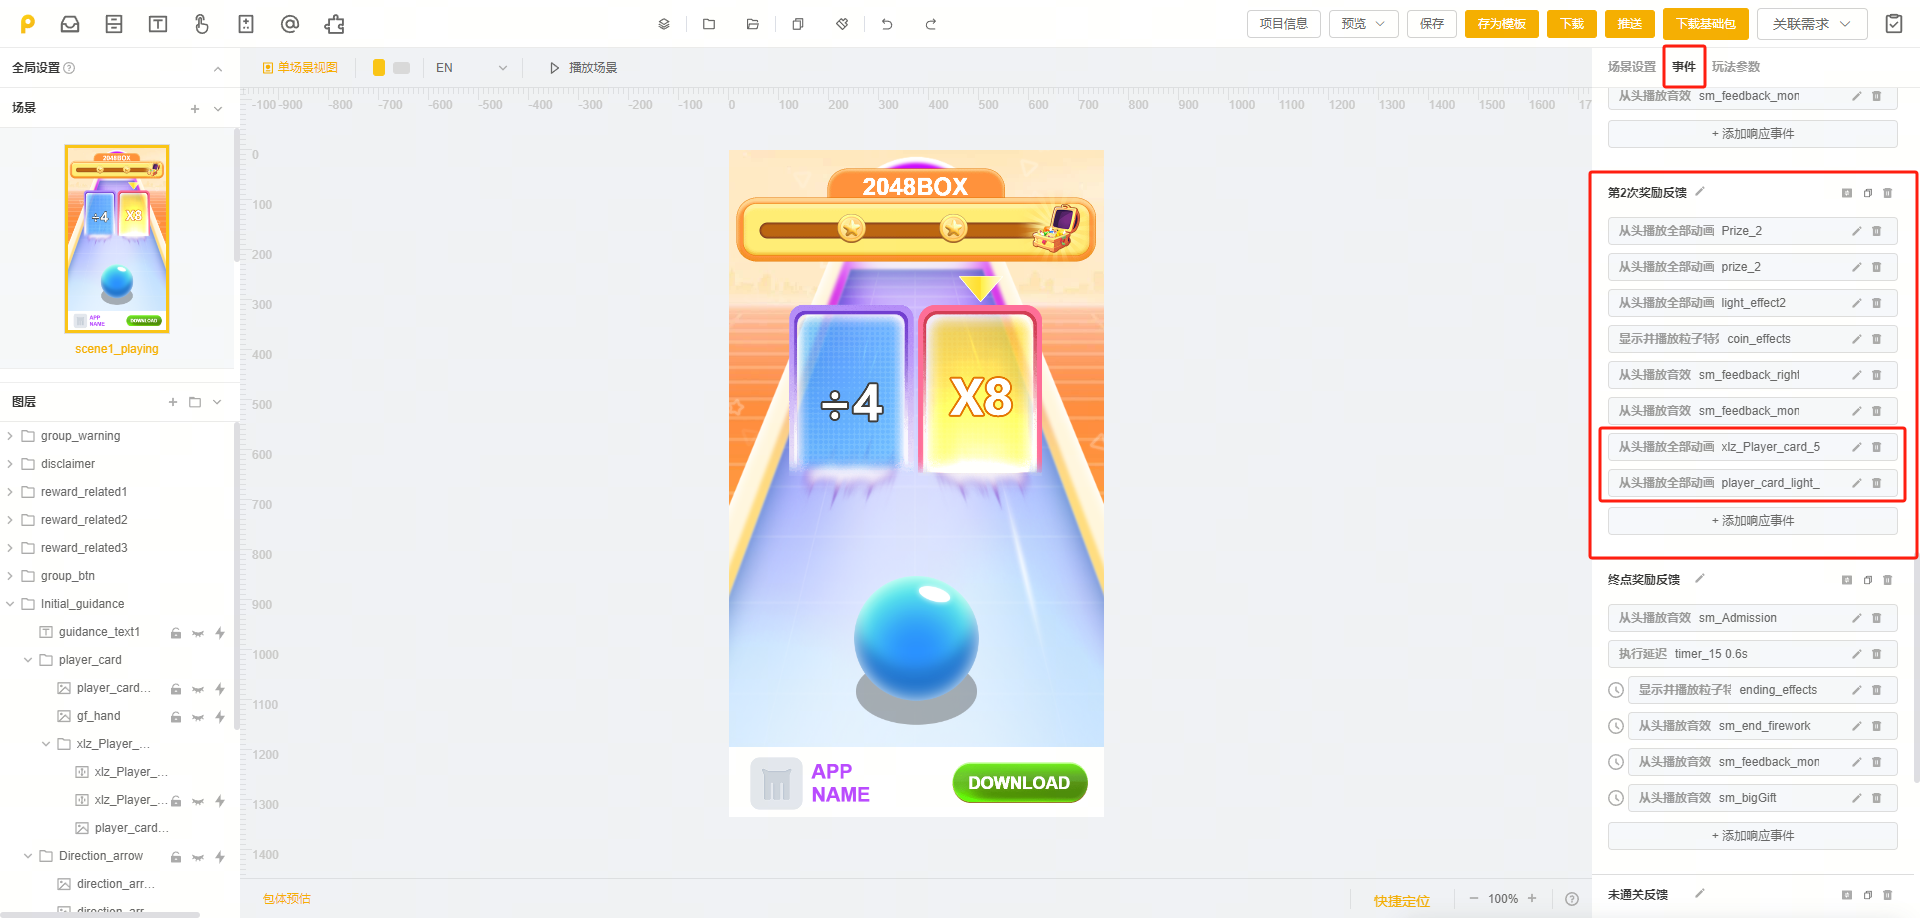 项目信息
预览
保存
存为模板
下载
推送
下载基础包
关联需求
全局设置
单场景视图
EN
播放场景
场景设置
事件
玩法参数
场景
-100 -900 -800 -700 -600 -500 -400 -300 -200 -100 0 100 200 300 400 500 600 700 800 900 1000 1100 1200 1300 1400 1500 1600 17
0
100
200
300
400
500
600
700
800
900
1000
1100
1200
1300
1400
2048BOX
÷4
X8
APP
NAME
DOWNLOAD
scene1_playing
图层
group_warning
disclaimer
reward_related1
reward_related2
reward_related3
group_btn
Initial_guidance
guidance_text1
player_card
player_card...
gf_hand
xlz_Player_...
xlz_Player_...
xlz_Player_...
player_card...
Direction_arrow
direction_arr...
direction_arr
2048BOX
÷4
X8
APP
NAME
DOWNLOAD
包体预估
快捷定位
100%
从头播放音效 sm_feedback_mon
+ 添加响应事件
第2次奖励反馈
从头播放全部动画 Prize_2
从头播放全部动画 prize_2
从头播放全部动画 light_effect2
显示并播放粒子特效 coin_effects
从头播放音效 sm_feedback_right
从头播放音效 sm_feedback_mon
从头播放全部动画 xlz_Player_card_5
从头播放全部动画 player_card_light_
+ 添加响应事件
终点奖励反馈
从头播放音效 sm_Admission
执行延迟 timer_15 0.6s
显示并播放粒子特 ending_effects
从头播放音效 sm_end_firework
从头播放音效 sm_feedback_mon
从头播放音效 sm_bigGift
+ 添加响应事件
未通关反馈